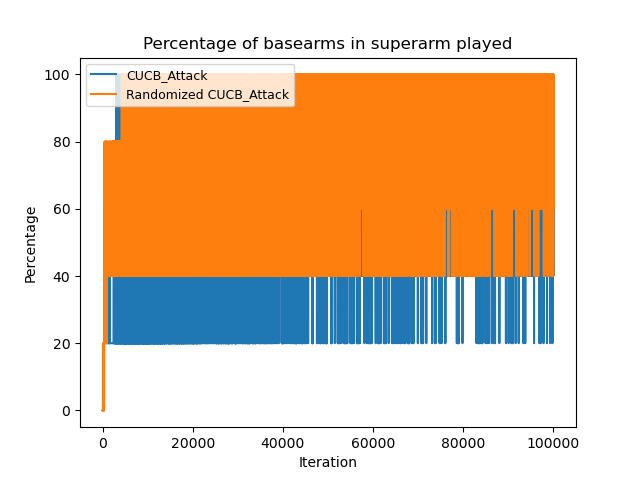 Percentage of basearms in superarm played
CUCB_Attack
Randomized CUCB_Attack
Percentage
100
80
60
40
20
0
0 20000 40000 60000 80000 100000
Iteration